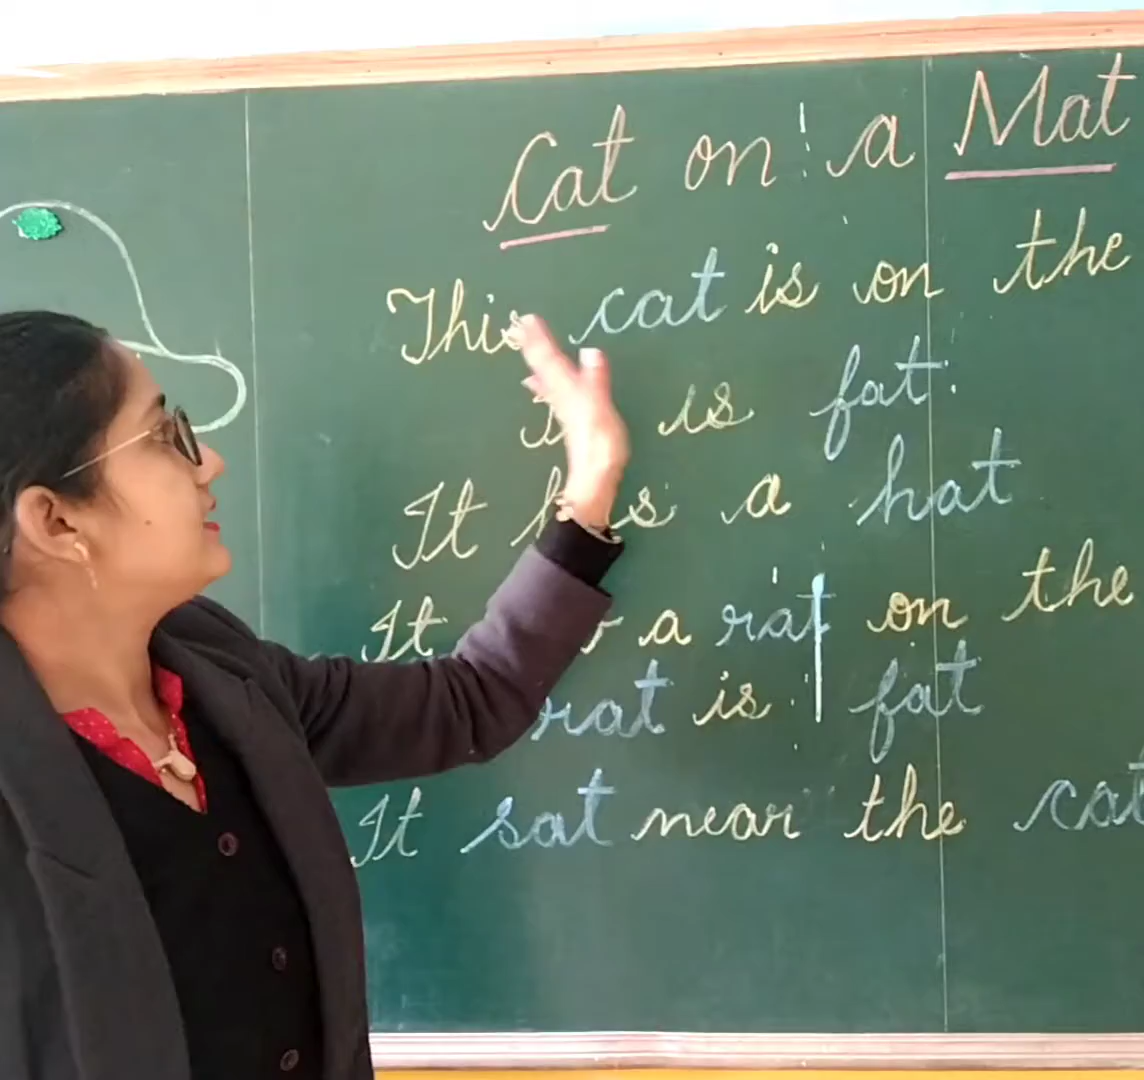 Cat on a Mat
This cat is on the
is fat.
It has a hat
It a rat on the
rat is fat
It sat near the cat